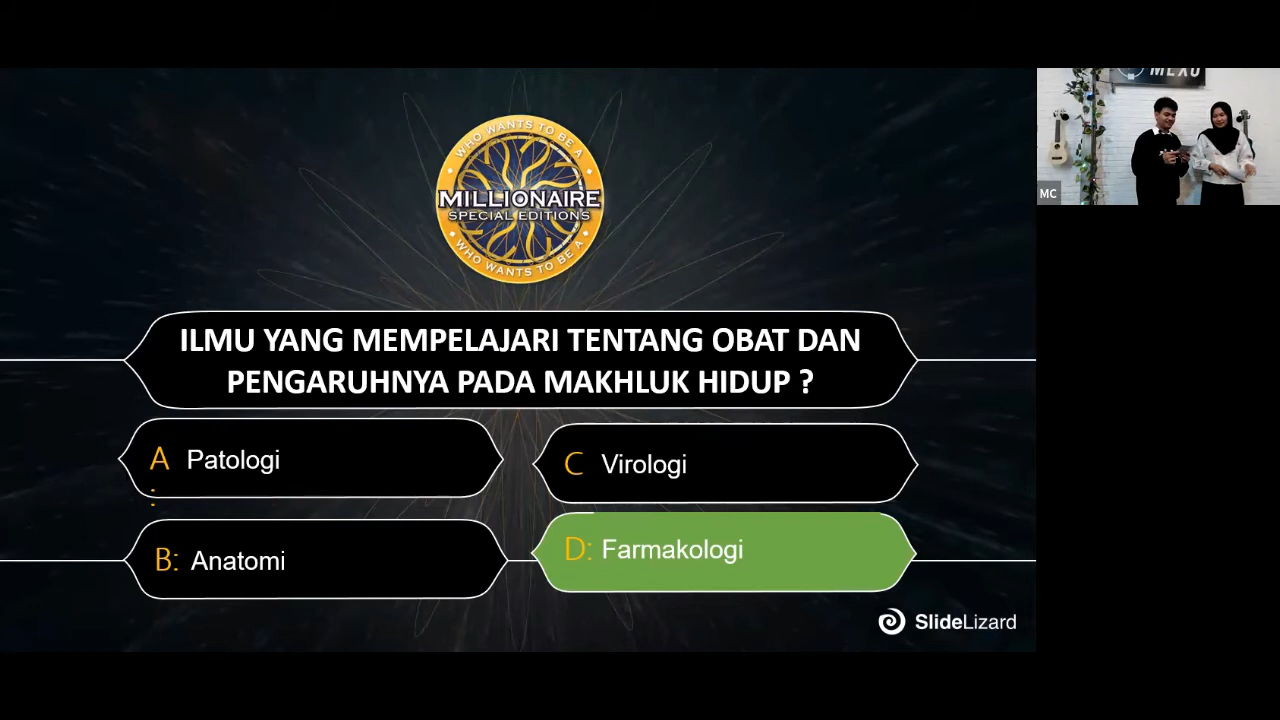 WHO WANTS TO BE A
MILLIONAIRE
SPECIAL EDITIONS
WHO WANTS TO BE A
MC
ILMU YANG MEMPELAJARI TENTANG OBAT DAN
PENGARUHNYA PADA MAKHLUK HIDUP ?
A
:
Patologi
C
Virologi
B: Anatomi
D: Farmakologi
SlideLizard